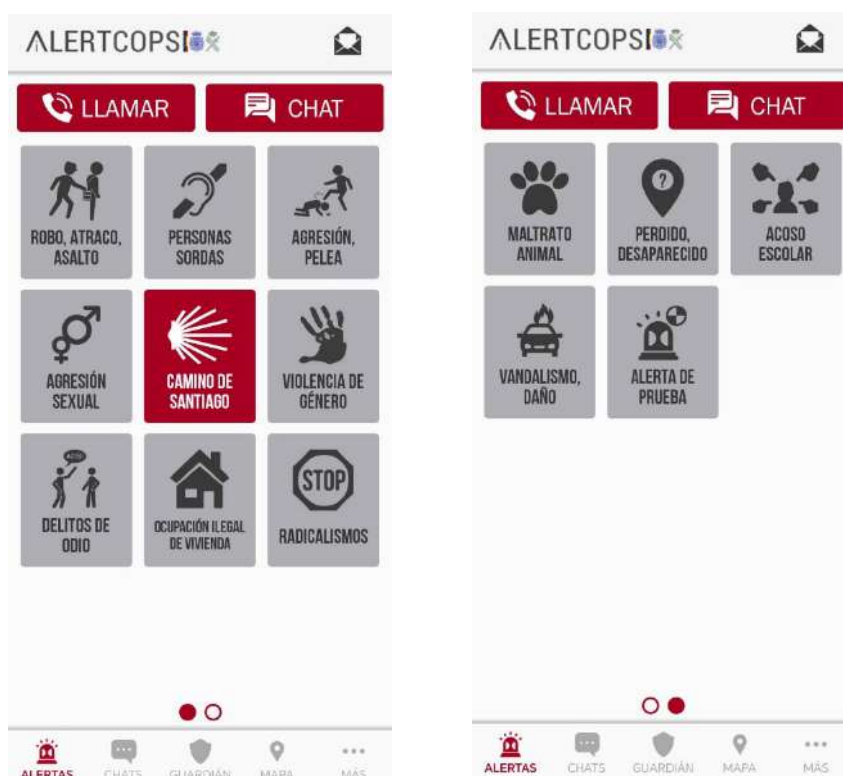 ALERTCOPS
LLAMAR
CHAT
ROBO, ATRACO,
ASALTO
PERSONAS
SORDAS
AGRESIÓN,
PELEA
AGRESIÓN
SEXUAL
CAMINO DE
SANTIAGO
VIOLENCIA DE
GÉNERO
DELITOS DE
ODIO
OCUPACIÓN ILEGAL
DE VIVIENDA
STOP
RADICALISMOS
ALERTAS
CHATS
GUARDIÁN
MAPA
MÁS
ALERTCOPS
LLAMAR
CHAT
MALTRATO
ANIMAL
?
PERDIDO,
DESAPARECIDO
ACOSO
ESCOLAR
VANDALISMO,
DAÑO
ALERTA DE
PRUEBA
ALERTAS
CHATS
GUARDIÁN
MAPA
MÁS